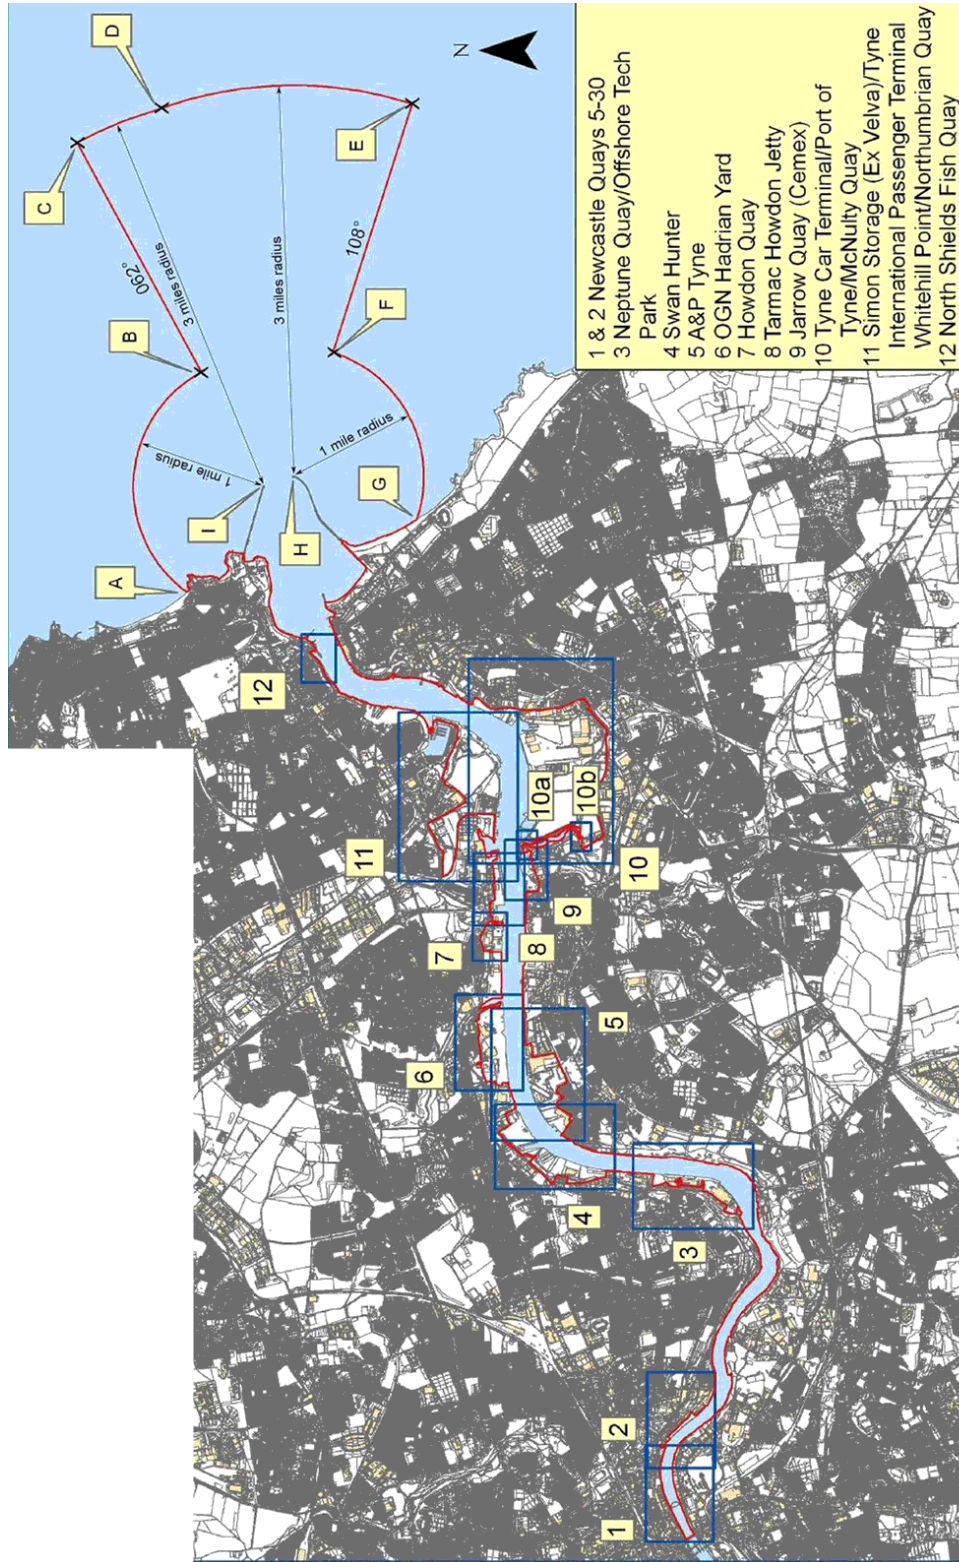 A
B
C
D
E
F
G
H
I
N
062°
3 miles radius
3 miles radius
108°
1 mile radius
1 mile radius
1
2
3
4
5
6
7
8
9
10
10a
10b
11
12
1 & 2 Newcastle Quays 5-30
3 Neptune Quay/Offshore Tech
Park
4 Swan Hunter
5 A&P Tyne
6 OGN Hadrian Yard
7 Howdon Quay
8 Tarmac Howdon Jetty
9 Jarrow Quay (Cemex)
10 Tyne Car Terminal/Port of
Tyne/McNulty Quay
11 Simon Storage (Ex Velva)/Tyne
International Passenger Terminal
Whitehill Point/Northumbrian Quay
12 North Shields Fish Quay